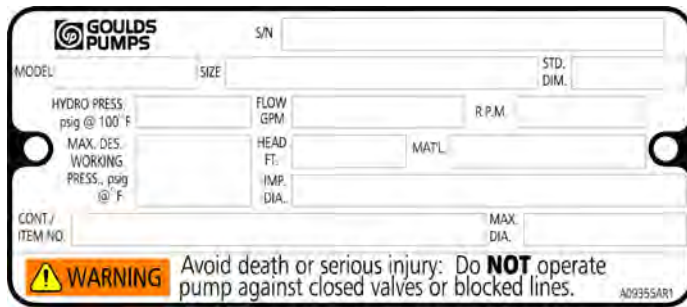 GOULDS PUMPS
S/N
MODEL SIZE STD. DIM.
HYDRO PRESS. psig @ 100°F FLOW GPM R.P.M.
MAX. DES. WORKING PRESS., psig @°F HEAD FT. MAT'L.
IMP. DIA.
CONT./ ITEM NO. MAX. DIA.
WARNING Avoid death or serious injury: Do NOT operate
pump against closed valves or blocked lines.
A09355AR1